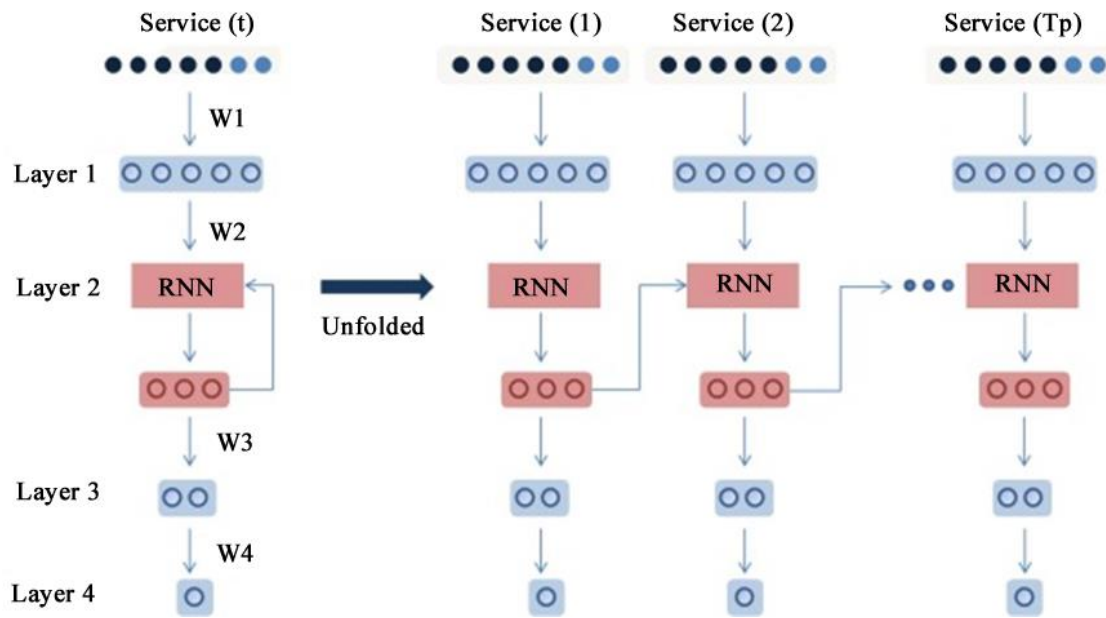 Service (t)
Service (1)
Service (2)
Service (Tp)
W1
Layer 1
W2
Layer 2
RNN
RNN
RNN
RNN
Unfolded
W3
Layer 3
W4
Layer 4